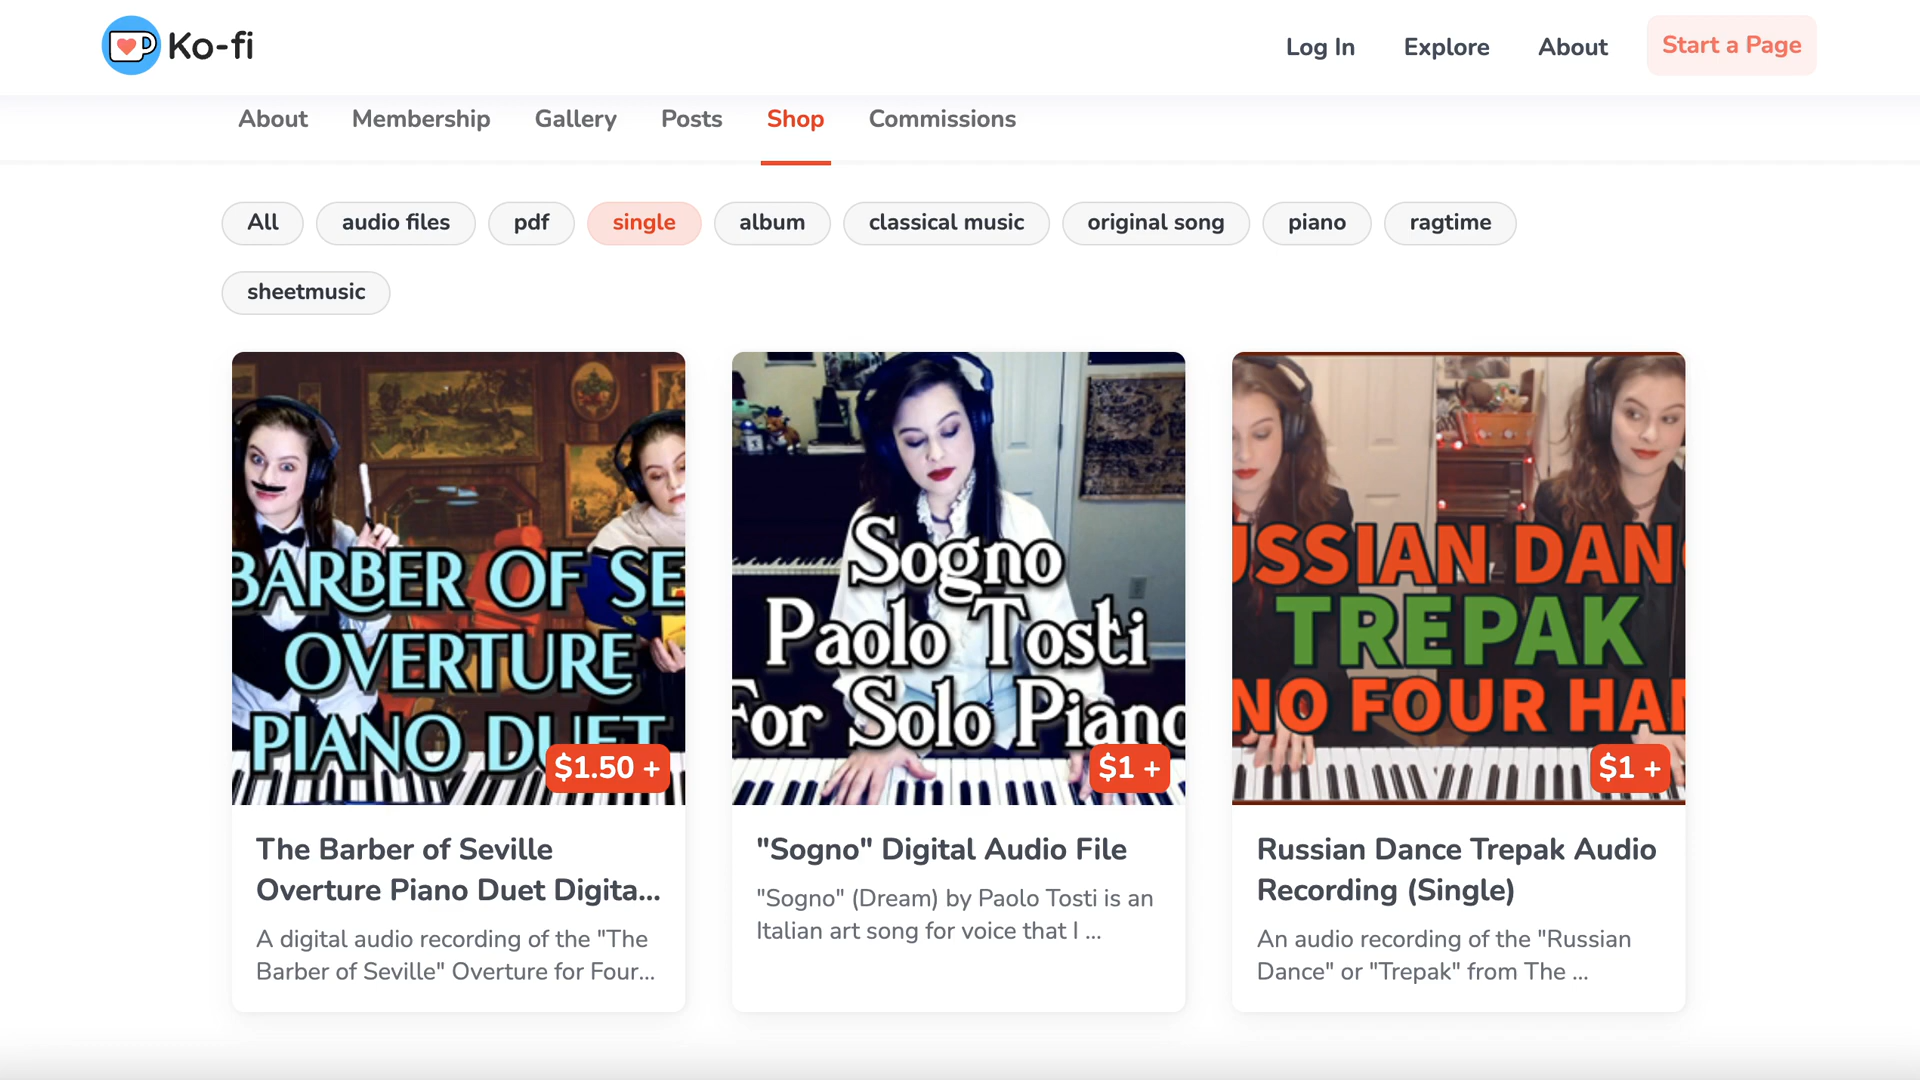 Ko-fi
Log In
Explore
About
Start a Page
About
Membership
Gallery
Posts
Shop
Commissions
All
audio files
pdf
single
album
classical music
original song
piano
ragtime
sheetmusic
BARBER OF SE
OVERTURE
PIANO DUET
$1.50 +
Sogno
Paolo Tosti
For Solo Piano
$1 +
USSIAN DANC
TREPAK
NO FOUR HAN
$1 +
The Barber of Seville
Overture Piano Duet Digita...
A digital audio recording of the "The
Barber of Seville" Overture for Four...
"Sogno" Digital Audio File
"Sogno" (Dream) by Paolo Tosti is an
Italian art song for voice that I ...
Russian Dance Trepak Audio
Recording (Single)
An audio recording of the "Russian
Dance" or "Trepak" from The ...